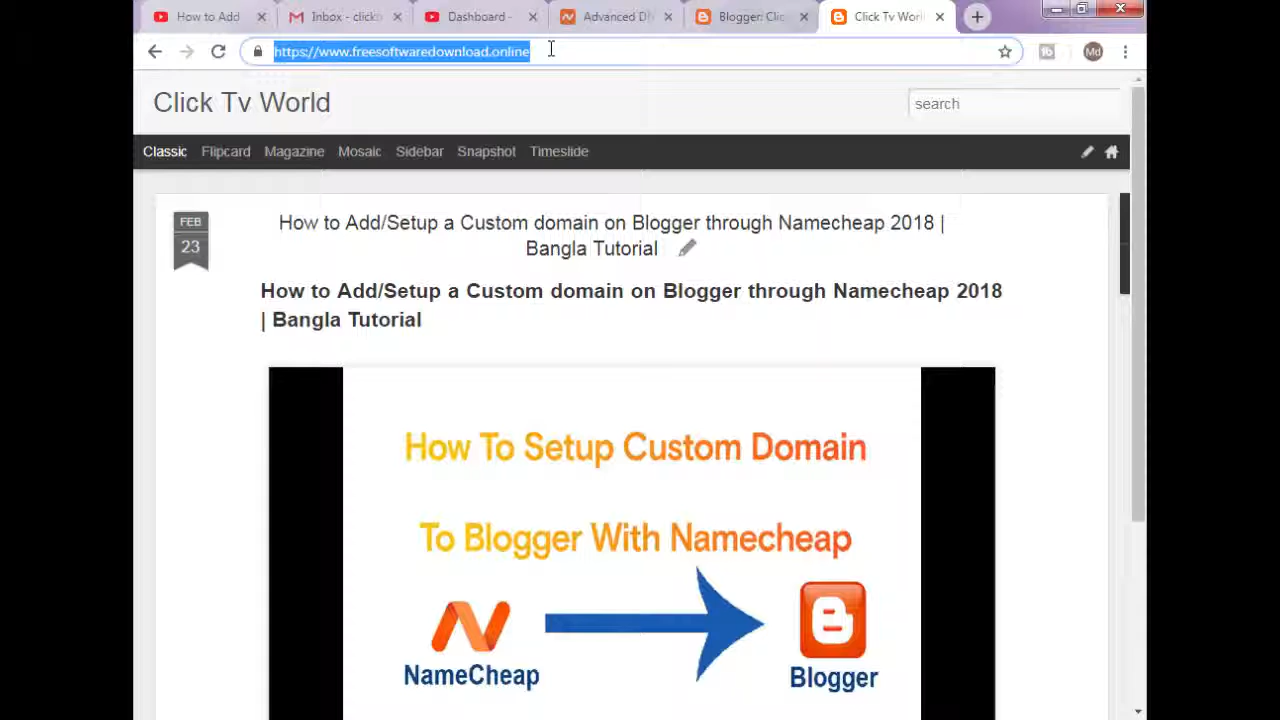 How to Add
Inbox - click
Dashboard -
Advanced D
Blogger: Clic
Click Tv Worl
https://www.freesoftwaredownload.online
Md
Click Tv World
search
Classic Flipcard Magazine Mosaic Sidebar Snapshot Timeslide
FEB
23
How to Add/Setup a Custom domain on Blogger through Namecheap 2018 |
Bangla Tutorial
How to Add/Setup a Custom domain on Blogger through Namecheap 2018
| Bangla Tutorial
How To Setup Custom Domain
To Blogger With Namecheap
NameCheap
Blogger